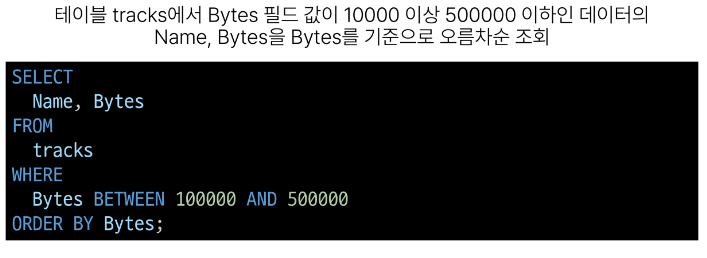 테이블 tracks에서 Bytes 필드 값이 10000 이상 500000 이하인 데이터의
Name, Bytes을 Bytes를 기준으로 오름차순 조회
SELECT
  Name, Bytes
FROM
  tracks
WHERE
  Bytes BETWEEN 100000 AND 500000
ORDER BY Bytes;